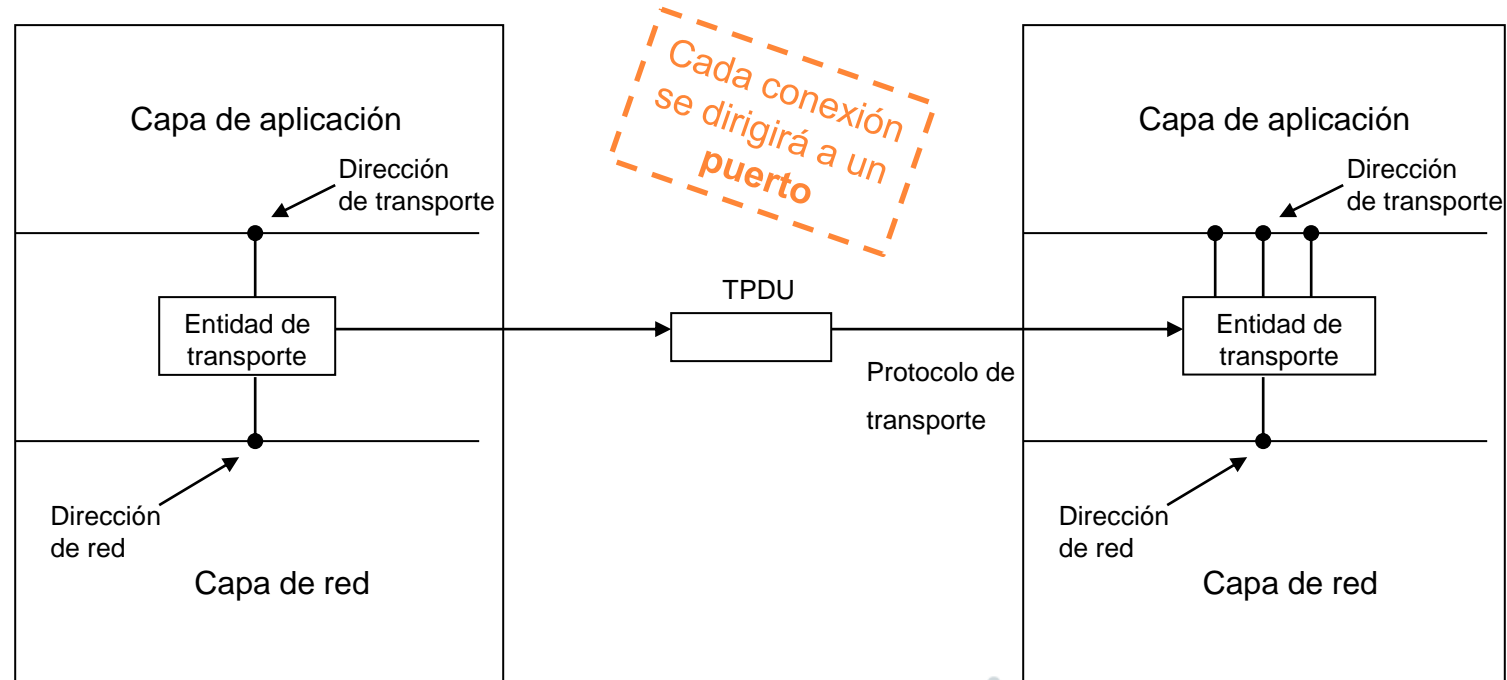 Capa de aplicación
Dirección
de transporte
Entidad de
transporte
Dirección
de red
Capa de red
Cada conexión
se dirigirá a un
puerto
TPDU
Protocolo de
transporte
Capa de aplicación
Dirección
de transporte
Entidad de
transporte
Dirección
de red
Capa de red